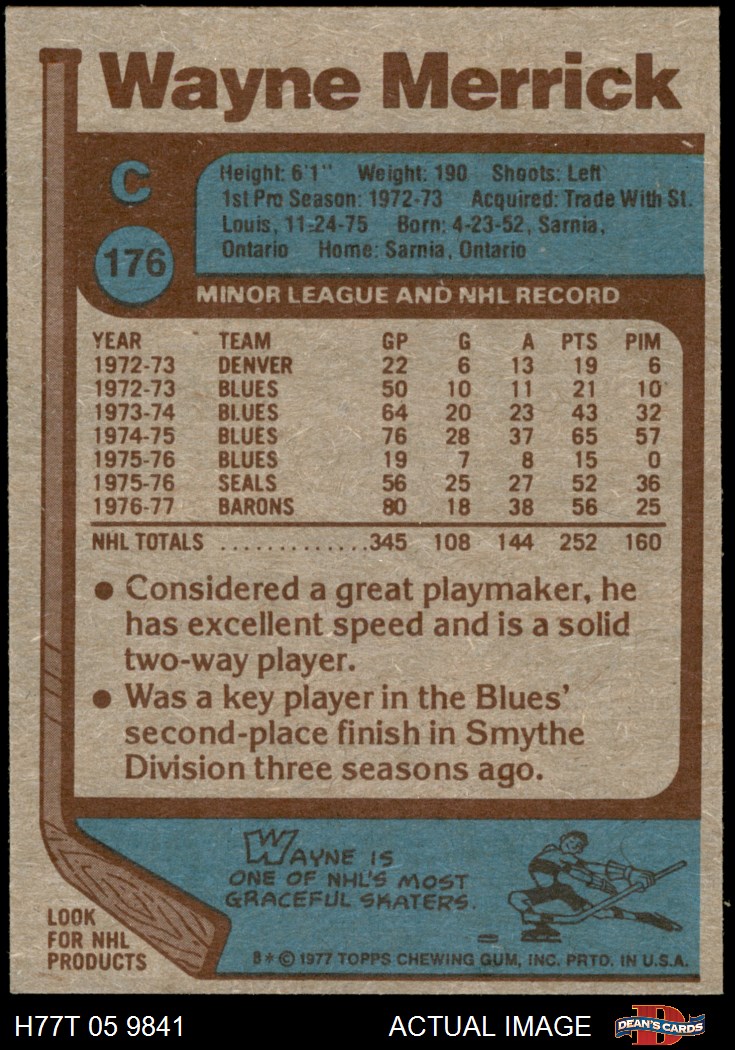 Wayne Merrick
C
176
Height: 6'1" Weight: 190 Shoots: Left
1st Pro Season: 1972-73 Acquired: Trade With St.
Louis, 11-24-75 Born: 4-23-52, Sarnia,
Ontario Home: Sarnia, Ontario
MINOR LEAGUE AND NHL RECORD
YEAR TEAM GP G A PTS PIM
1972-73 DENVER 22 6 13 19 6
1972-73 BLUES 50 10 11 21 10
1973-74 BLUES 64 20 23 43 32
1974-75 BLUES 76 28 37 65 57
1975-76 BLUES 19 7 8 15 0
1975-76 SEALS 56 25 27 52 36
1976-77 BARONS 80 18 38 56 25
NHL TOTALS ..............345 108 144 252 160
● Considered a great playmaker, he
has excellent speed and is a solid
two-way player.
● Was a key player in the Blues'
second-place finish in Smythe
Division three seasons ago.
WAYNE IS
ONE OF NHL'S MOST
GRACEFUL SKATERS.
LOOK
FOR NHL
PRODUCTS
B*© 1977 TOPPS CHEWING GUM, INC. PRTD. IN U.S.A.
H77T 05 9841 ACTUAL IMAGE
D
DEAN'S CARDS